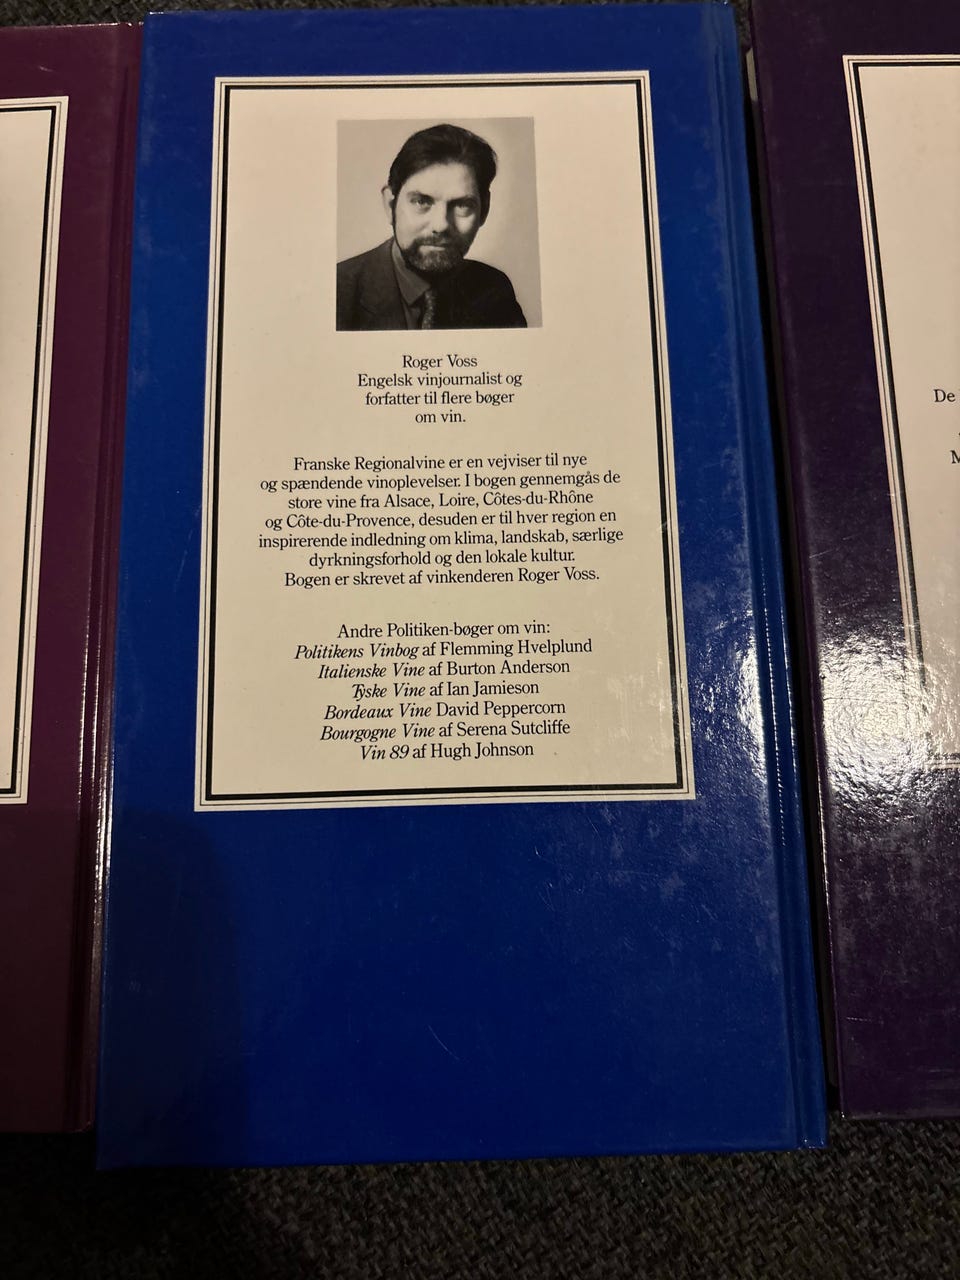 Roger Voss
Engelsk vinjournalist og
forfatter til flere bøger
om vin.
Franske Regionalvine er en vejviser til nye
og spændende vinoplevelser. I bogen gennemgås de
store vine fra Alsace, Loire, Côtes-du-Rhône
og Côte-du-Provence, desuden er til hver region en
inspirerende indledning om klima, landskab, særlige
dyrkningsforhold og den lokale kultur.
Bogen er skrevet af vinkenderen Roger Voss.
Andre Politiken-bøger om vin:
Politikens Vinbog af Flemming Hvelplund
Italienske Vine af Burton Anderson
Tyske Vine af Ian Jamieson
Bordeaux Vine David Peppercorn
Bourgogne Vine af Serena Sutcliffe
Vin 89 af Hugh Johnson
De